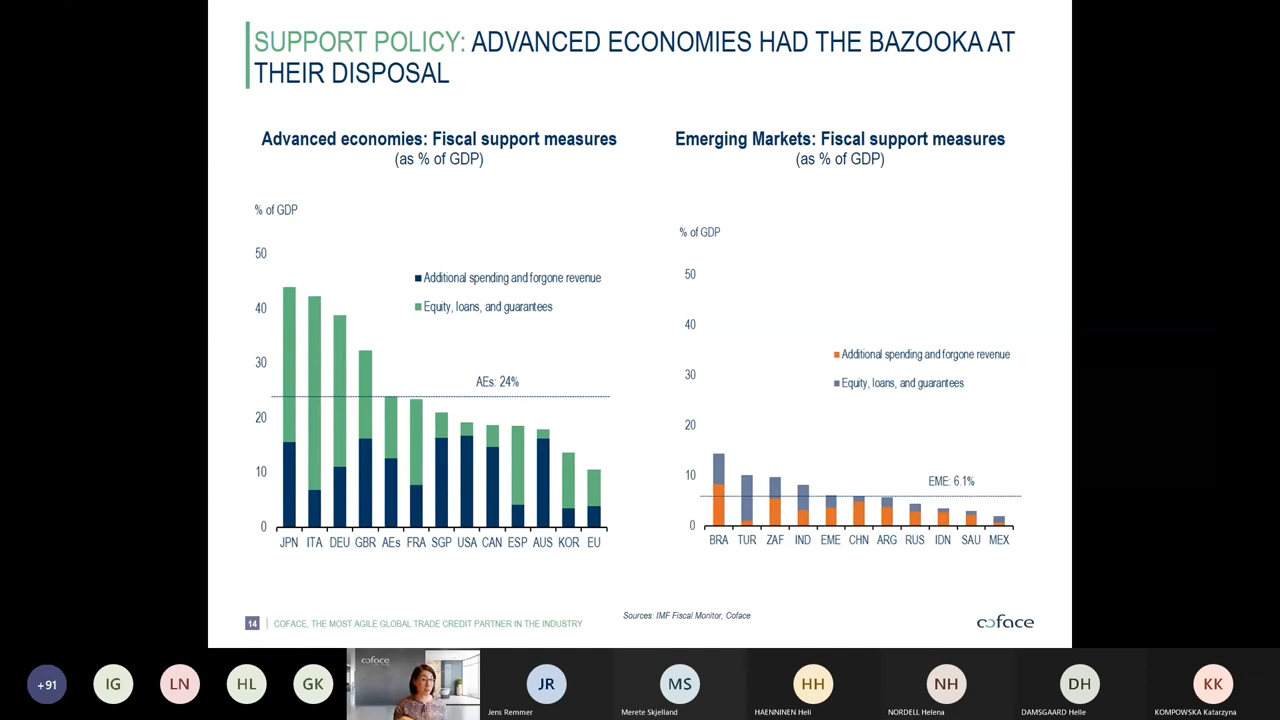 SUPPORT POLICY: ADVANCED ECONOMIES HAD THE BAZOOKA AT
THEIR DISPOSAL
Advanced economies: Fiscal support measures
(as % of GDP)
% of GDP
50
40
30
20
10
0
Additional spending and forgone revenue
Equity, loans, and guarantees
AEs: 24%
JPN ITA DEU GBR AEs FRA SGP USA CAN ESP AUS KOR EU
Emerging Markets: Fiscal support measures
(as % of GDP)
% of GDP
50
40
30
20
10
0
Additional spending and forgone revenue
Equity, loans, and guarantees
EME: 6.1%
BRA TUR ZAF IND EME CHN ARG RUS IDN SAU MEX
Sources: IMF Fiscal Monitor, Coface
14 COFACE, THE MOST AGILE GLOBAL TRADE CREDIT PARTNER IN THE INDUSTRY
coface
+91
IG
LN
HL
GK
coface
JR
Jens Remmer
MS
Merete Skjelland
HH
HAENNINEN Heli
NH
NORDELL Helena
DH
DAMSGAARD Helle
KK
KOMPOWSKA Katarzyna